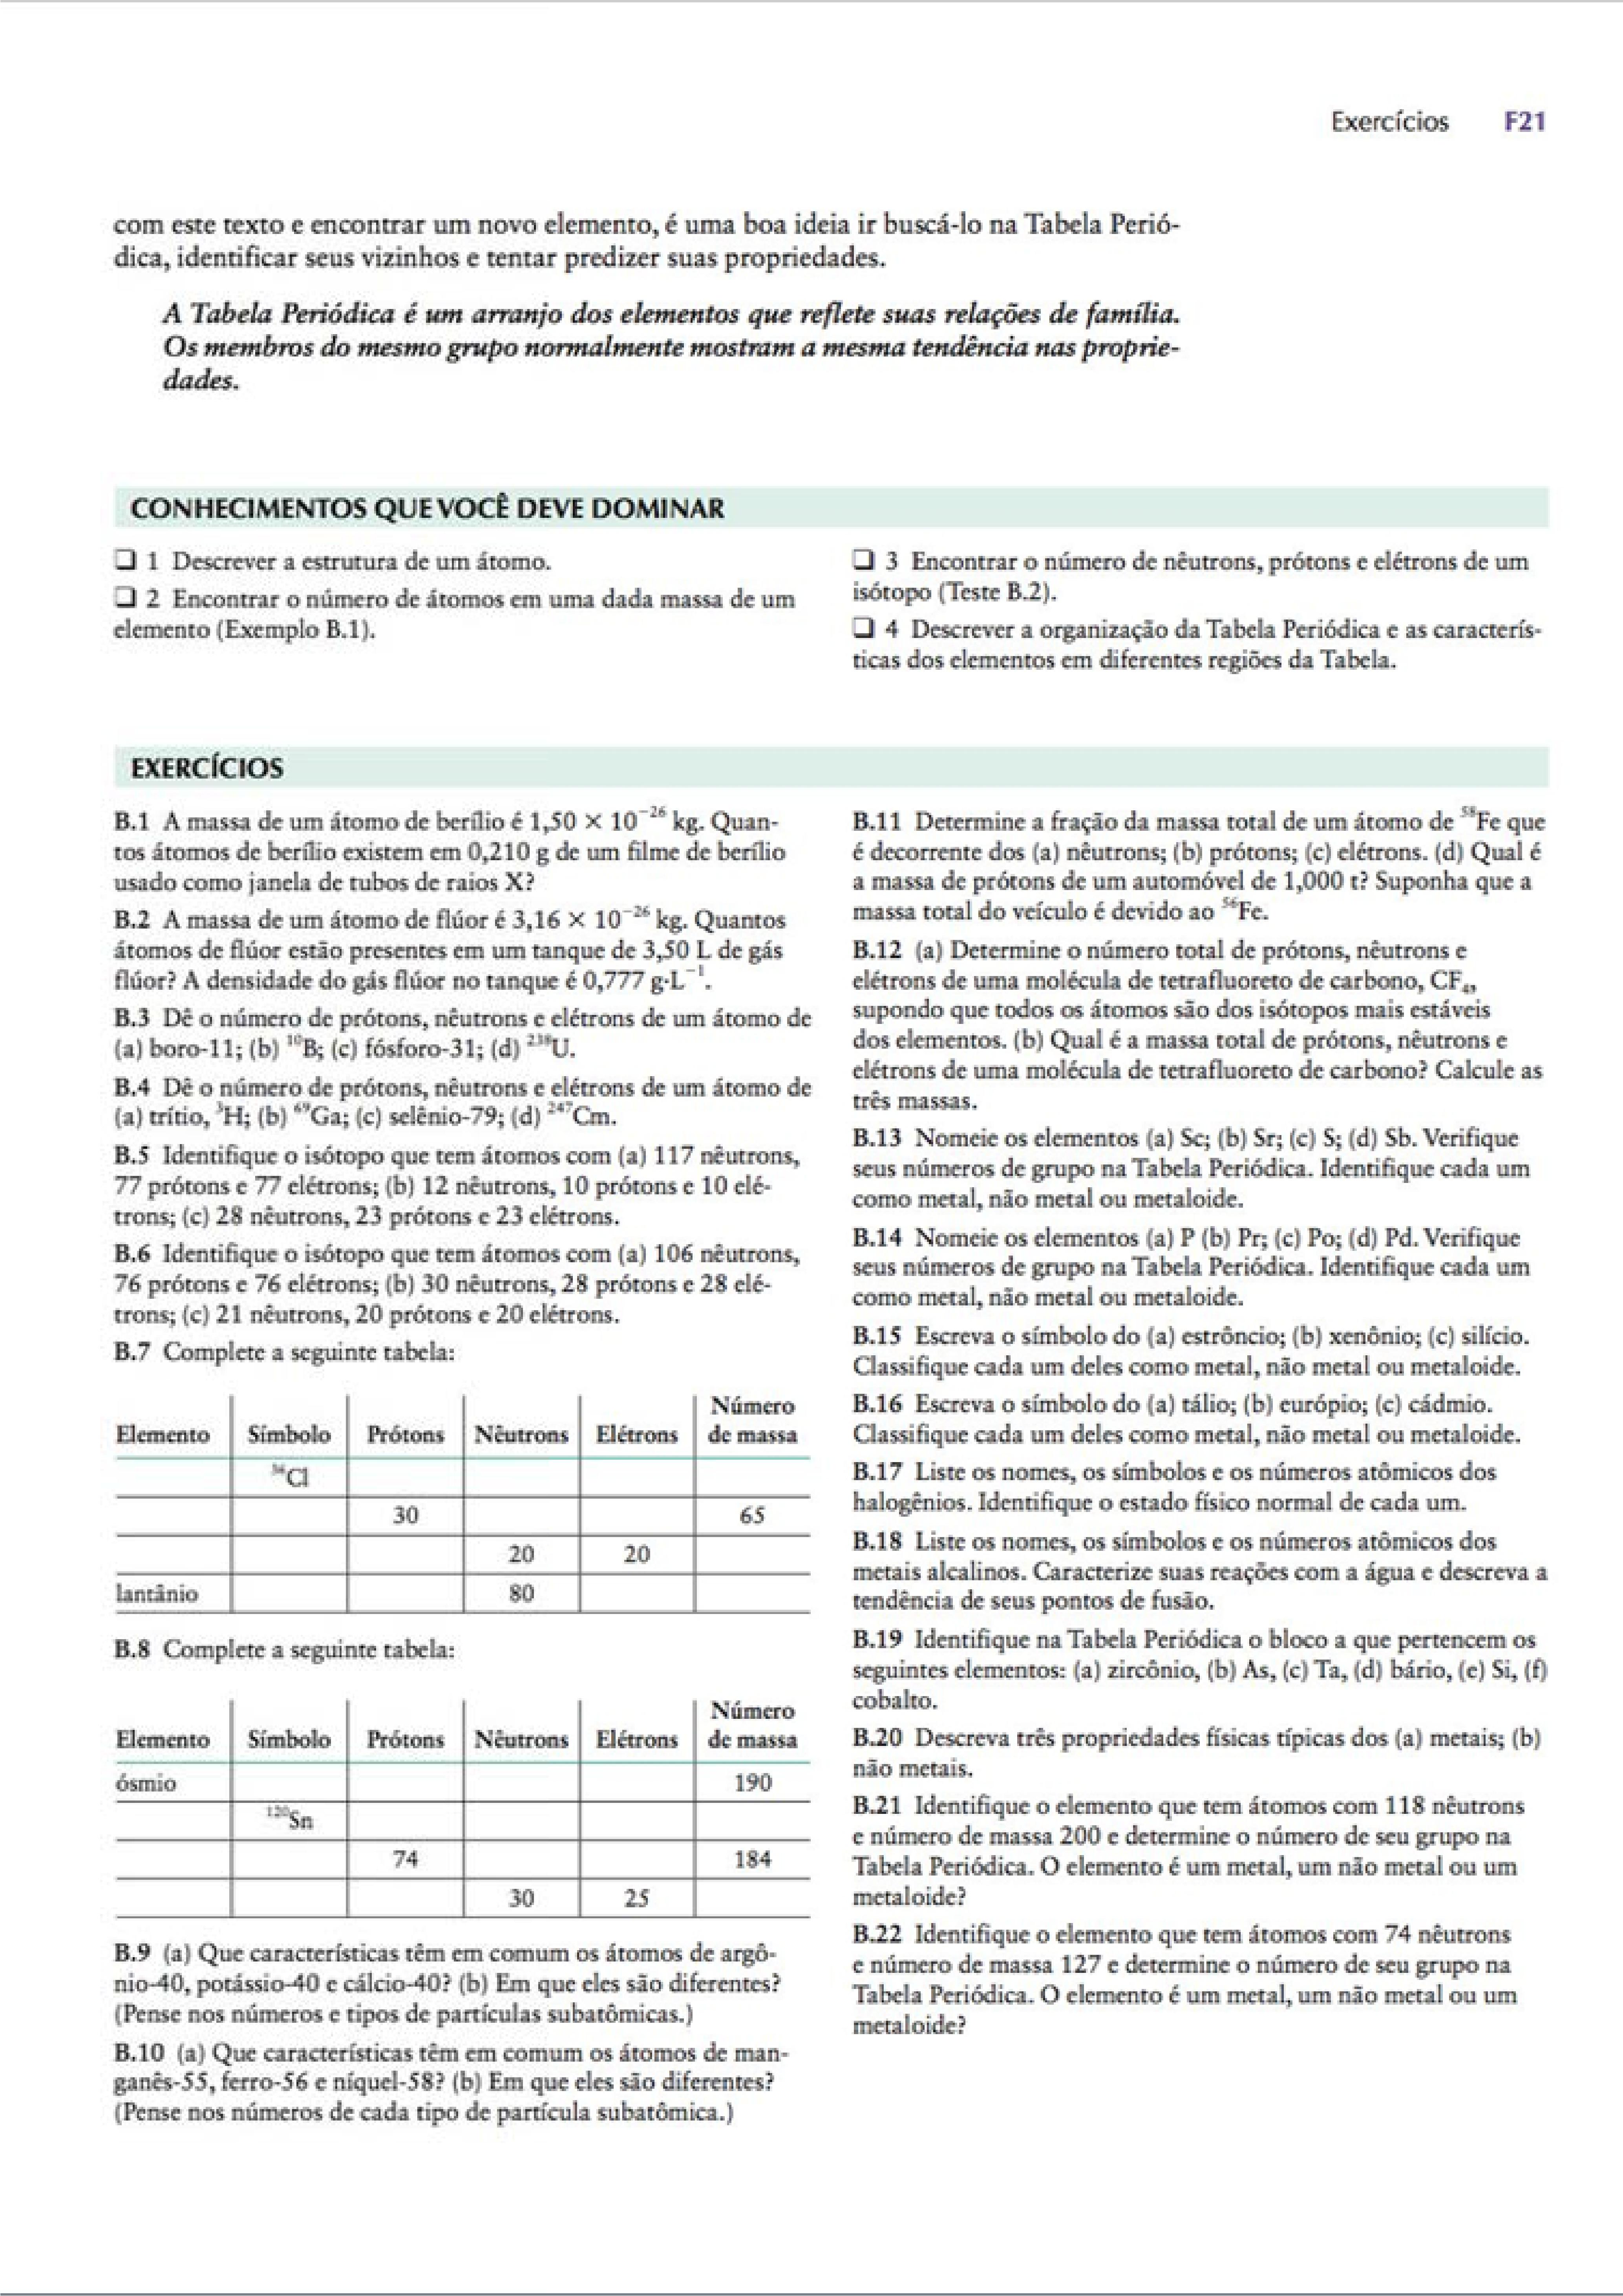 Exercícios F21
com este texto e encontrar um novo elemento, é uma boa ideia ir buscá-lo na Tabela Perió-
dica, identificar seus vizinhos e tentar predizer suas propriedades.
A Tabela Periódica é um arranjo dos elementos que reflete suas relações de família.
Os membros do mesmo grupo normalmente mostram a mesma tendência nas proprie-
dades.
CONHECIMENTOS QUE VOCÊ DEVE DOMINAR
❑ 1 Descrever a estrutura de um átomo.
❑ 2 Encontrar o número de átomos em uma dada massa de um
elemento (Exemplo B.1).
❑ 3 Encontrar o número de nêutrons, prótons e elétrons de um
isótopo (Teste B.2).
❑ 4 Descrever a organização da Tabela Periódica e as caracterís-
ticas dos elementos em diferentes regiões da Tabela.
EXERCÍCIOS
B.1 A massa de um átomo de berílio é 1,50 × 10⁻²⁶ kg. Quan-
tos átomos de berílio existem em 0,210 g de um filme de berílio
usado como janela de tubos de raios X?
B.2 A massa de um átomo de flúor é 3,16 × 10⁻²⁶ kg. Quantos
átomos de flúor estão presentes em um tanque de 3,50 L de gás
flúor? A densidade do gás flúor no tanque é 0,777 g·L⁻¹.
B.3 Dê o número de prótons, nêutrons e elétrons de um átomo de
(a) boro-11; (b) ¹⁰B; (c) fósforo-31; (d) ²³⁸U.
B.4 Dê o número de prótons, nêutrons e elétrons de um átomo de
(a) trítio, ³H; (b) ⁶⁹Ga; (c) selênio-79; (d) ²⁴⁷Cm.
B.5 Identifique o isótopo que tem átomos com (a) 117 nêutrons,
77 prótons e 77 elétrons; (b) 12 nêutrons, 10 prótons e 10 elé-
trons; (c) 28 nêutrons, 23 prótons e 23 elétrons.
B.6 Identifique o isótopo que tem átomos com (a) 106 nêutrons,
76 prótons e 76 elétrons; (b) 30 nêutrons, 28 prótons e 28 elé-
trons; (c) 21 nêutrons, 20 prótons e 20 elétrons.
B.7 Complete a seguinte tabela:
Número
Elemento Símbolo Prótons Nêutrons Elétrons de massa
³⁶Cl
30 65
20 20
lantânio 80
B.8 Complete a seguinte tabela:
Número
Elemento Símbolo Prótons Nêutrons Elétrons de massa
ósmio 190
¹²⁰Sn
74 184
30 25
B.9 (a) Que características têm em comum os átomos de argô-
nio-40, potássio-40 e cálcio-40? (b) Em que eles são diferentes?
(Pense nos números e tipos de partículas subatômicas.)
B.10 (a) Que características têm em comum os átomos de man-
ganês-55, ferro-56 e níquel-58? (b) Em que eles são diferentes?
(Pense nos números de cada tipo de partícula subatômica.)
B.11 Determine a fração da massa total de um átomo de ⁵⁸Fe que
é decorrente dos (a) nêutrons; (b) prótons; (c) elétrons. (d) Qual é
a massa de prótons de um automóvel de 1,000 t? Suponha que a
massa total do veículo é devido ao ⁵⁶Fe.
B.12 (a) Determine o número total de prótons, nêutrons e
elétrons de uma molécula de tetrafluoreto de carbono, CF₄,
supondo que todos os átomos são dos isótopos mais estáveis
dos elementos. (b) Qual é a massa total de prótons, nêutrons e
elétrons de uma molécula de tetrafluoreto de carbono? Calcule as
três massas.
B.13 Nomeie os elementos (a) Sc; (b) Sr; (c) S; (d) Sb. Verifique
seus números de grupo na Tabela Periódica. Identifique cada um
como metal, não metal ou metaloide.
B.14 Nomeie os elementos (a) P (b) Pr; (c) Po; (d) Pd. Verifique
seus números de grupo na Tabela Periódica. Identifique cada um
como metal, não metal ou metaloide.
B.15 Escreva o símbolo do (a) estrôncio; (b) xenônio; (c) silício.
Classifique cada um deles como metal, não metal ou metaloide.
B.16 Escreva o símbolo do (a) tálio; (b) európio; (c) cádmio.
Classifique cada um deles como metal, não metal ou metaloide.
B.17 Liste os nomes, os símbolos e os números atômicos dos
halogênios. Identifique o estado físico normal de cada um.
B.18 Liste os nomes, os símbolos e os números atômicos dos
metais alcalinos. Caracterize suas reações com a água e descreva a
tendência de seus pontos de fusão.
B.19 Identifique na Tabela Periódica o bloco a que pertencem os
seguintes elementos: (a) zircônio, (b) As, (c) Ta, (d) bário, (e) Si, (f)
cobalto.
B.20 Descreva três propriedades físicas típicas dos (a) metais; (b)
não metais.
B.21 Identifique o elemento que tem átomos com 118 nêutrons
e número de massa 200 e determine o número de seu grupo na
Tabela Periódica. O elemento é um metal, um não metal ou um
metaloide?
B.22 Identifique o elemento que tem átomos com 74 nêutrons
e número de massa 127 e determine o número de seu grupo na
Tabela Periódica. O elemento é um metal, um não metal ou um
metaloide?